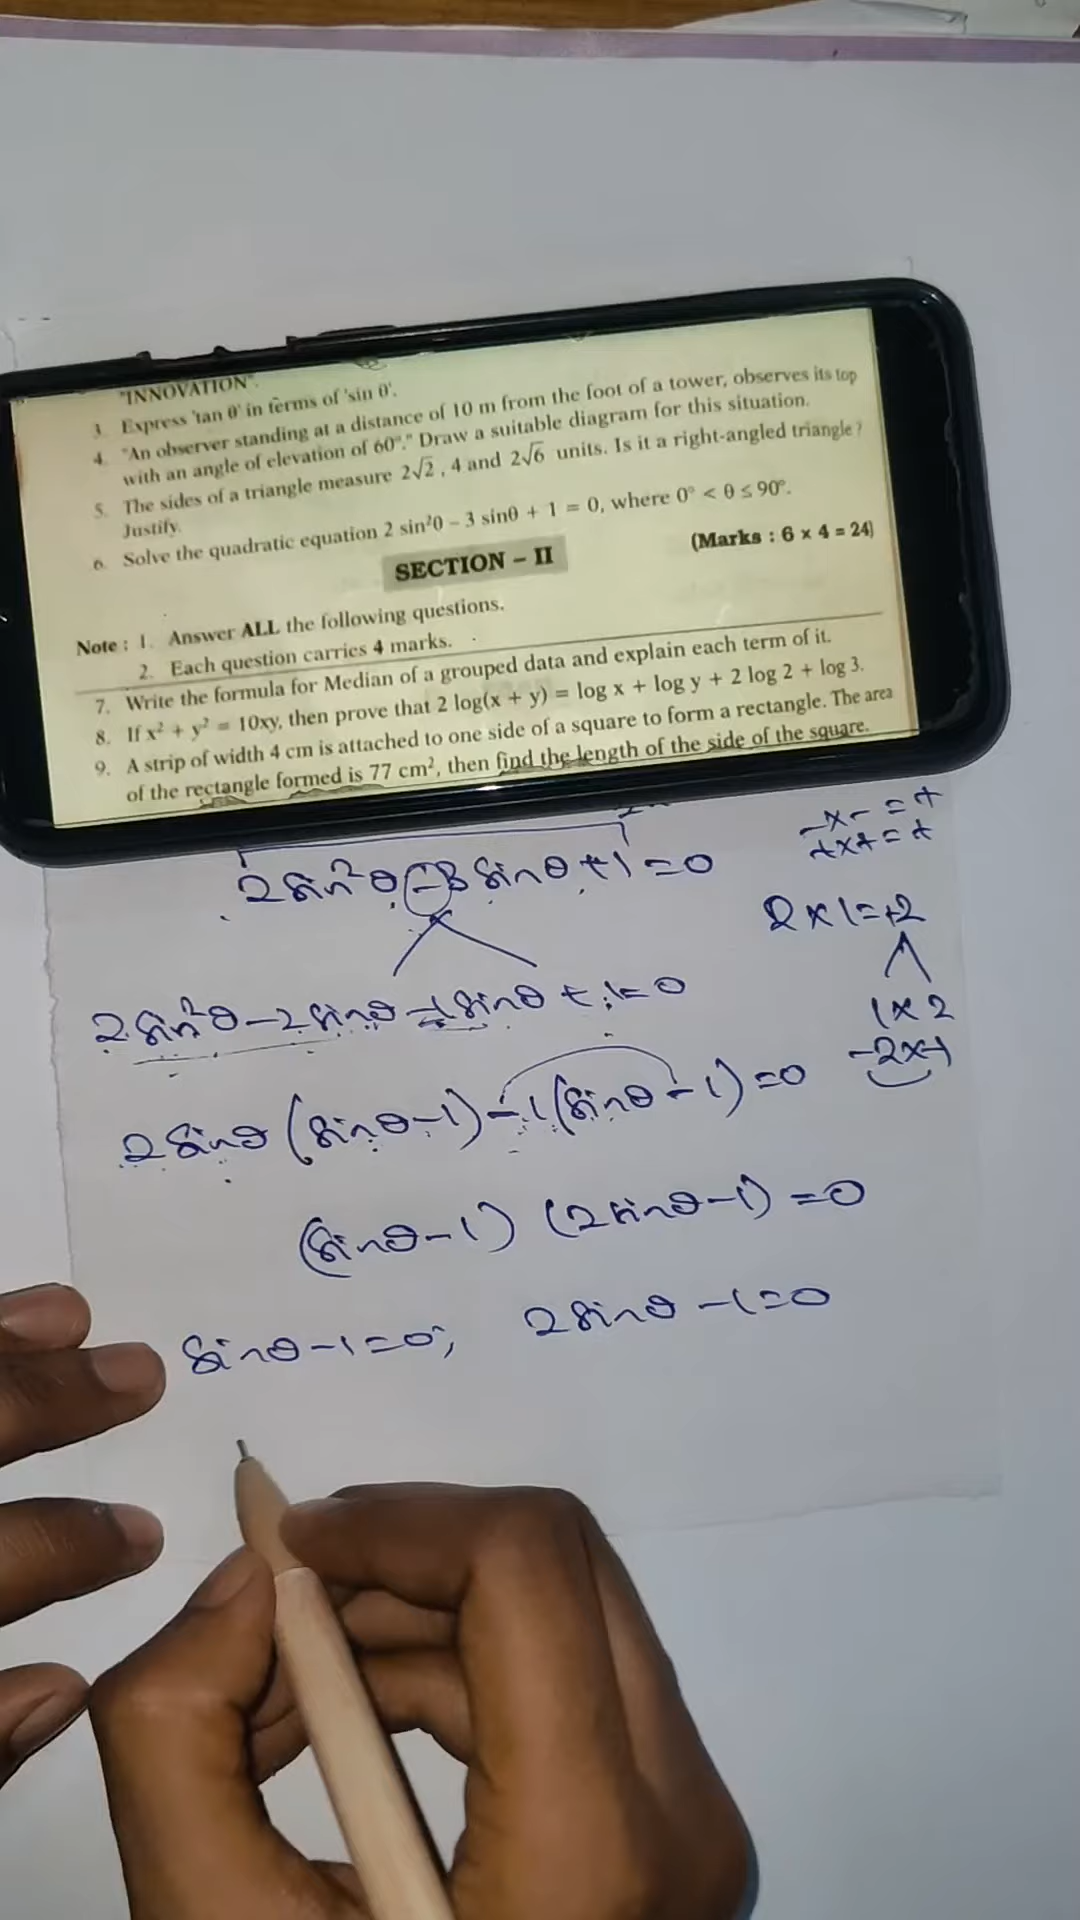 "INNOVATION".
3. Express 'tan θ' in terms of 'sin θ'.
4. "An observer standing at a distance of 10 m from the foot of a tower, observes its top
with an angle of elevation of 60°." Draw a suitable diagram for this situation.
5. The sides of a triangle measure 2√2 , 4 and 2√6 units. Is it a right-angled triangle ?
Justify.
6. Solve the quadratic equation 2 sin²θ – 3 sinθ + 1 = 0, where 0° < θ ≤ 90°.
SECTION – II
(Marks : 6 × 4 = 24)
Note : 1. Answer ALL the following questions.
2. Each question carries 4 marks.
7. Write the formula for Median of a grouped data and explain each term of it.
8. If x² + y² = 10xy, then prove that 2 log(x + y) = log x + log y + 2 log 2 + log 3.
9. A strip of width 4 cm is attached to one side of a square to form a rectangle. The area
of the rectangle formed is 77 cm², then find the length of the side of the square.
-x- = +
+x+ = +
2sin²θ-3sinθ+1=0
2x1=+2
1x2
2sin²θ-2sinθ-1sinθ+1=0
-2x-1
2sinθ(sinθ-1)-1(sinθ-1)=0
(sinθ-1) (2sinθ-1)=0
sinθ-1=0; 2sinθ-1=0